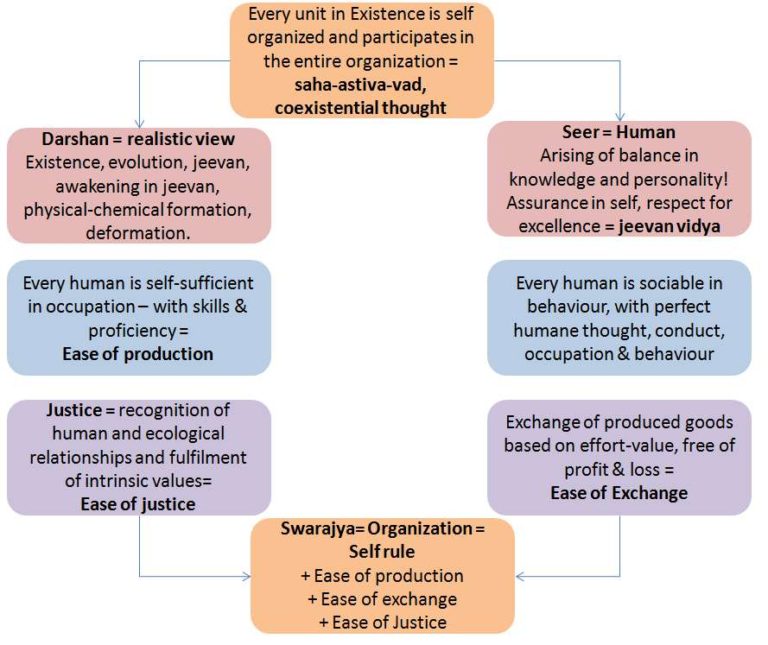 Every unit in Existence is self
organized and participates in
the entire organization =
saha-astiva-vad,
coexistential thought
Darshan = realistic view
Existence, evolution, jeevan,
awakening in jeevan,
physical-chemical formation,
deformation.
Seer = Human
Arising of balance in
knowledge and personality!
Assurance in self, respect for
excellence = jeevan vidya
Every human is self-sufficient
in occupation – with skills &
proficiency =
Ease of production
Every human is sociable in
behaviour, with perfect
humane thought, conduct,
occupation & behaviour
Justice = recognition of
human and ecological
relationships and fulfilment
of intrinsic values=
Ease of justice
Exchange of produced goods
based on effort-value, free of
profit & loss =
Ease of Exchange
Swarajya= Organization =
Self rule
+ Ease of production
+ Ease of exchange
+ Ease of Justice